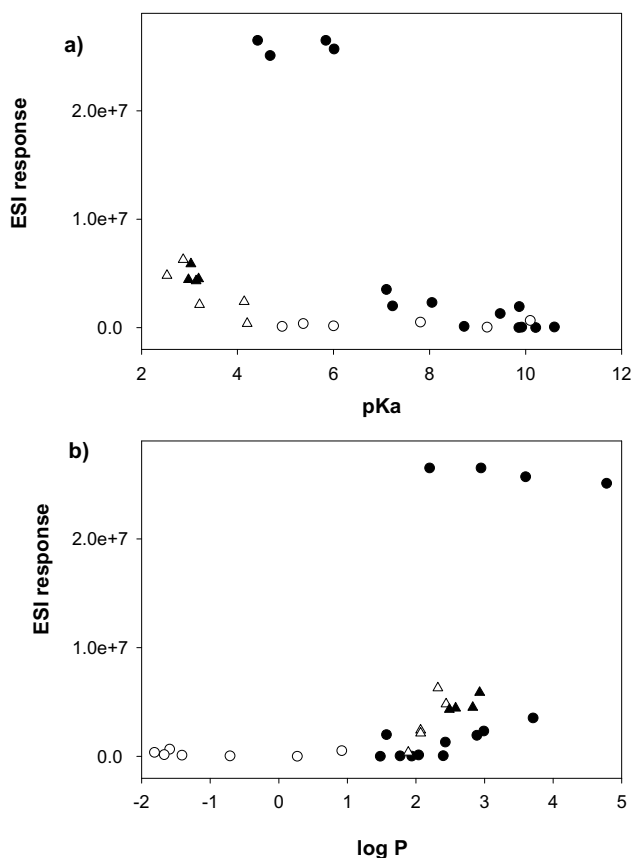 a)
ESI response
2.0e+7
1.0e+7
0.0
2 4 6 8 10 12
pKa
b)
ESI response
2.0e+7
1.0e+7
0.0
-2 -1 0 1 2 3 4 5
log P